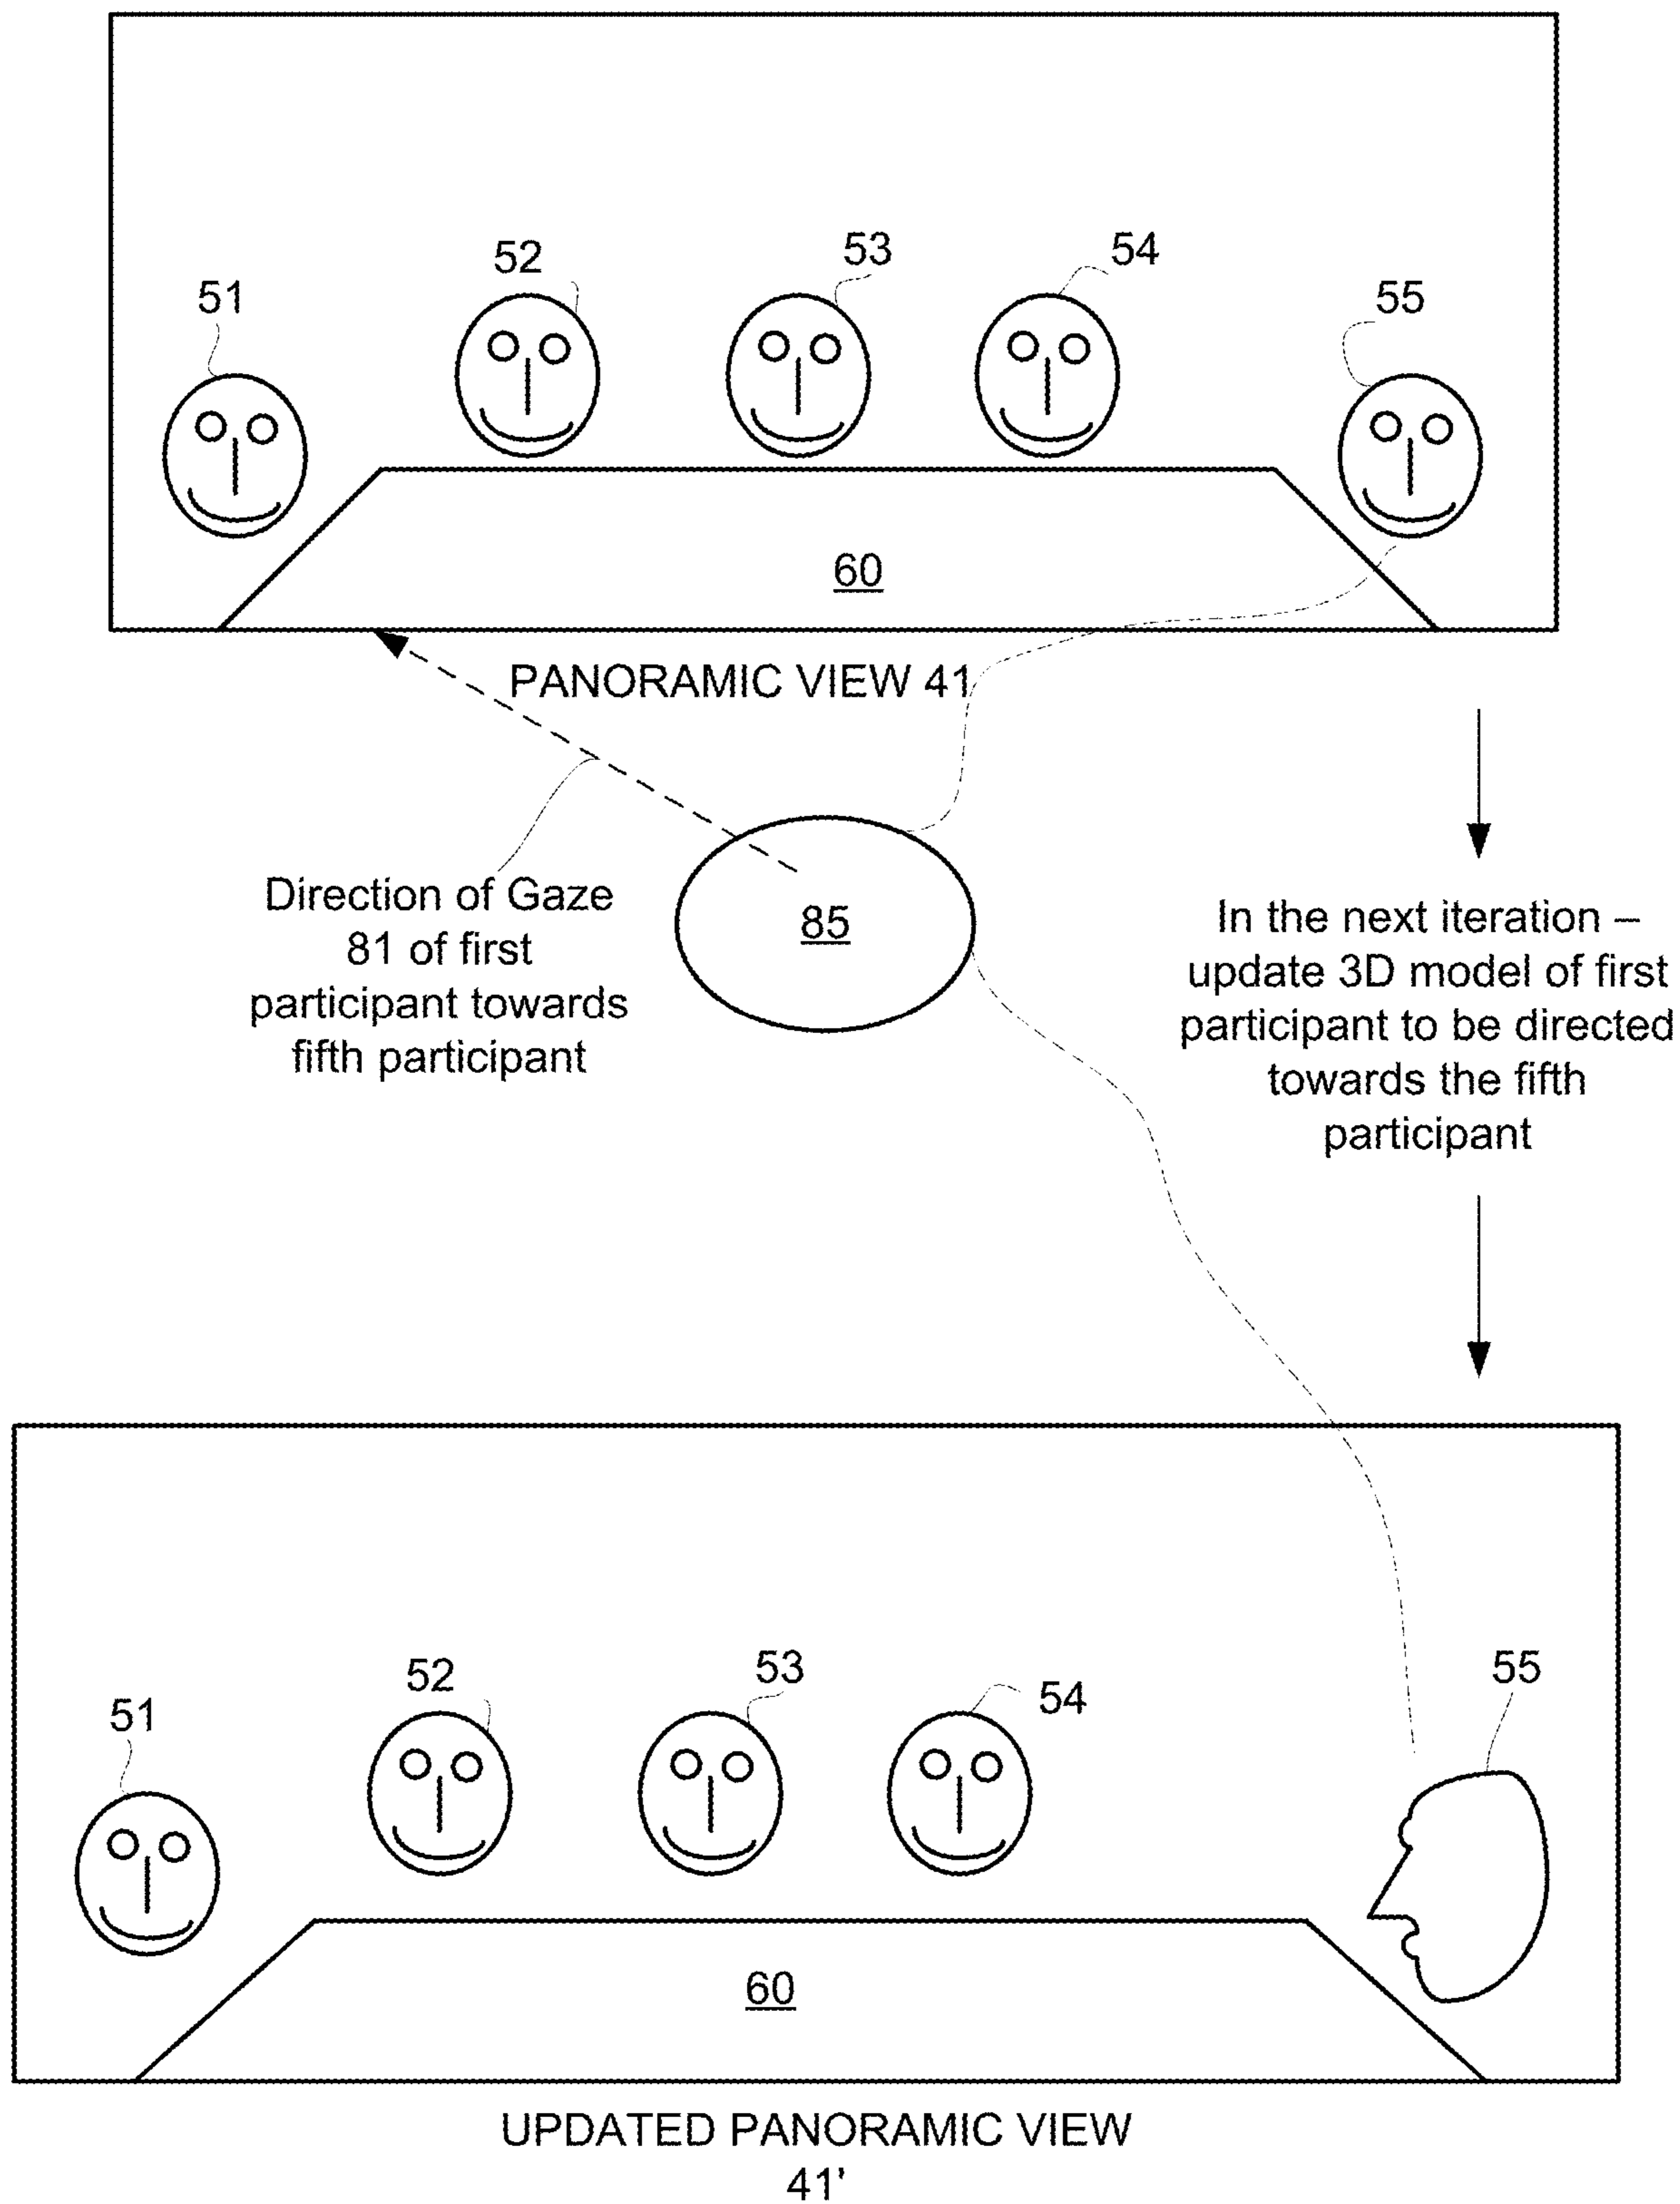 53
54
52
51
55
60
PANORAMIC VIEW 41
Direction of Gaze
81 of first
participant towards
fifth participant
85
In the next iteration –
update 3D model of first
participant to be directed
towards the fifth
participant
53
55
52
54
51
60
UPDATED PANORAMIC VIEW
41'